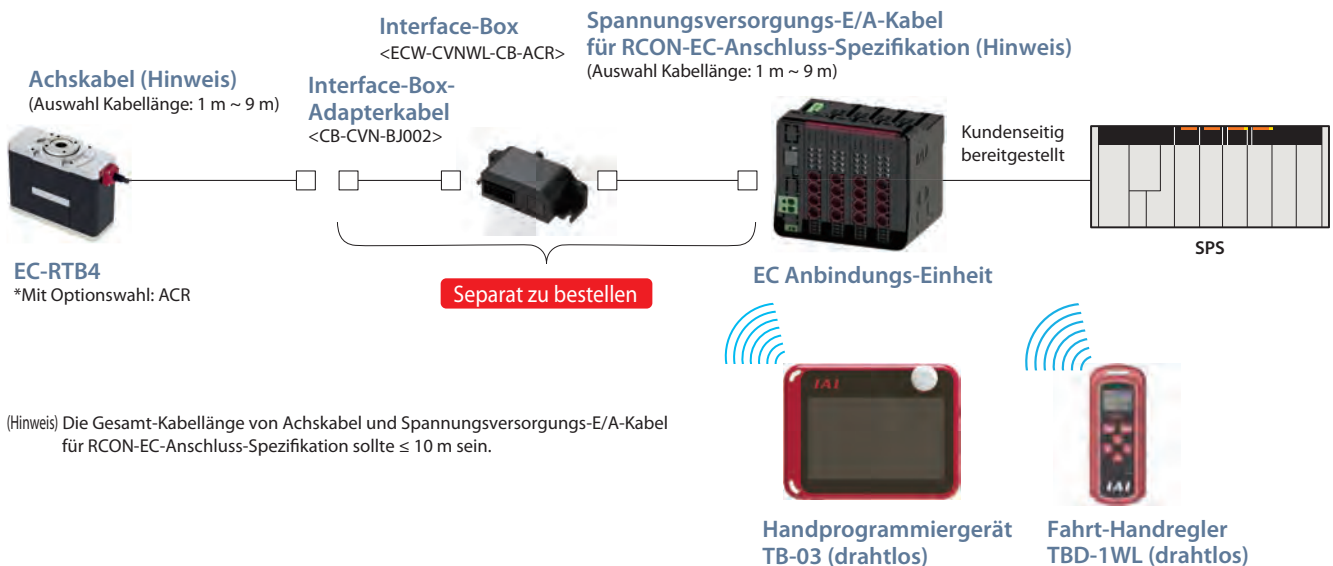 Interface-Box
<ECW-CVNWL-CB-ACR>
Spannungsversorgungs-E/A-Kabel
für RCON-EC-Anschluss-Spezifikation (Hinweis)
(Auswahl Kabellänge: 1 m ~ 9 m)
Achskabel (Hinweis)
(Auswahl Kabellänge: 1 m ~ 9 m)
Interface-Box-
Adapterkabel
<CB-CVN-BJ002>
Kundenseitig
bereitgestellt
SPS
EC-RTB4
*Mit Optionswahl: ACR
Separat zu bestellen
EC Anbindungs-Einheit
IAI
IAI
(Hinweis) Die Gesamt-Kabellänge von Achskabel und Spannungsversorgungs-E/A-Kabel
für RCON-EC-Anschluss-Spezifikation sollte ≤ 10 m sein.
Handprogrammiergerät
TB-03 (drahtlos)
Fahrt-Handregler
TBD-1WL (drahtlos)